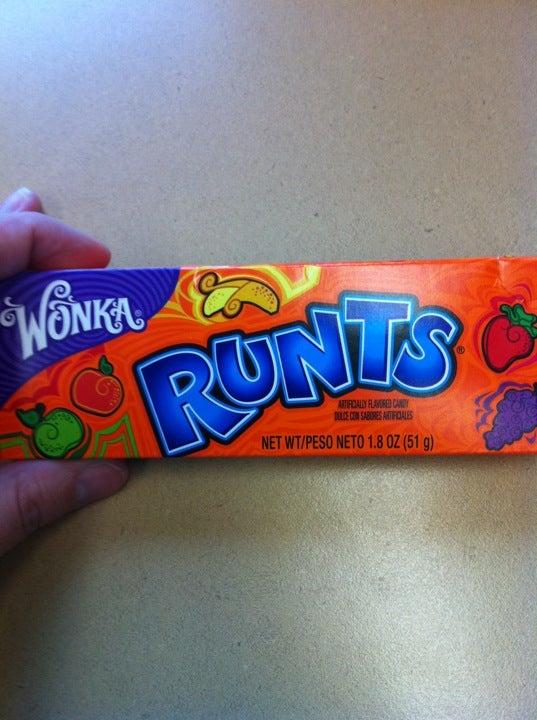 WONKA®
RUNTS®
ARTIFICIALLY FLAVORED CANDY
DULCE CON SABORES ARTIFICIALES
NET WT/PESO NETO 1.8 OZ (51 g)